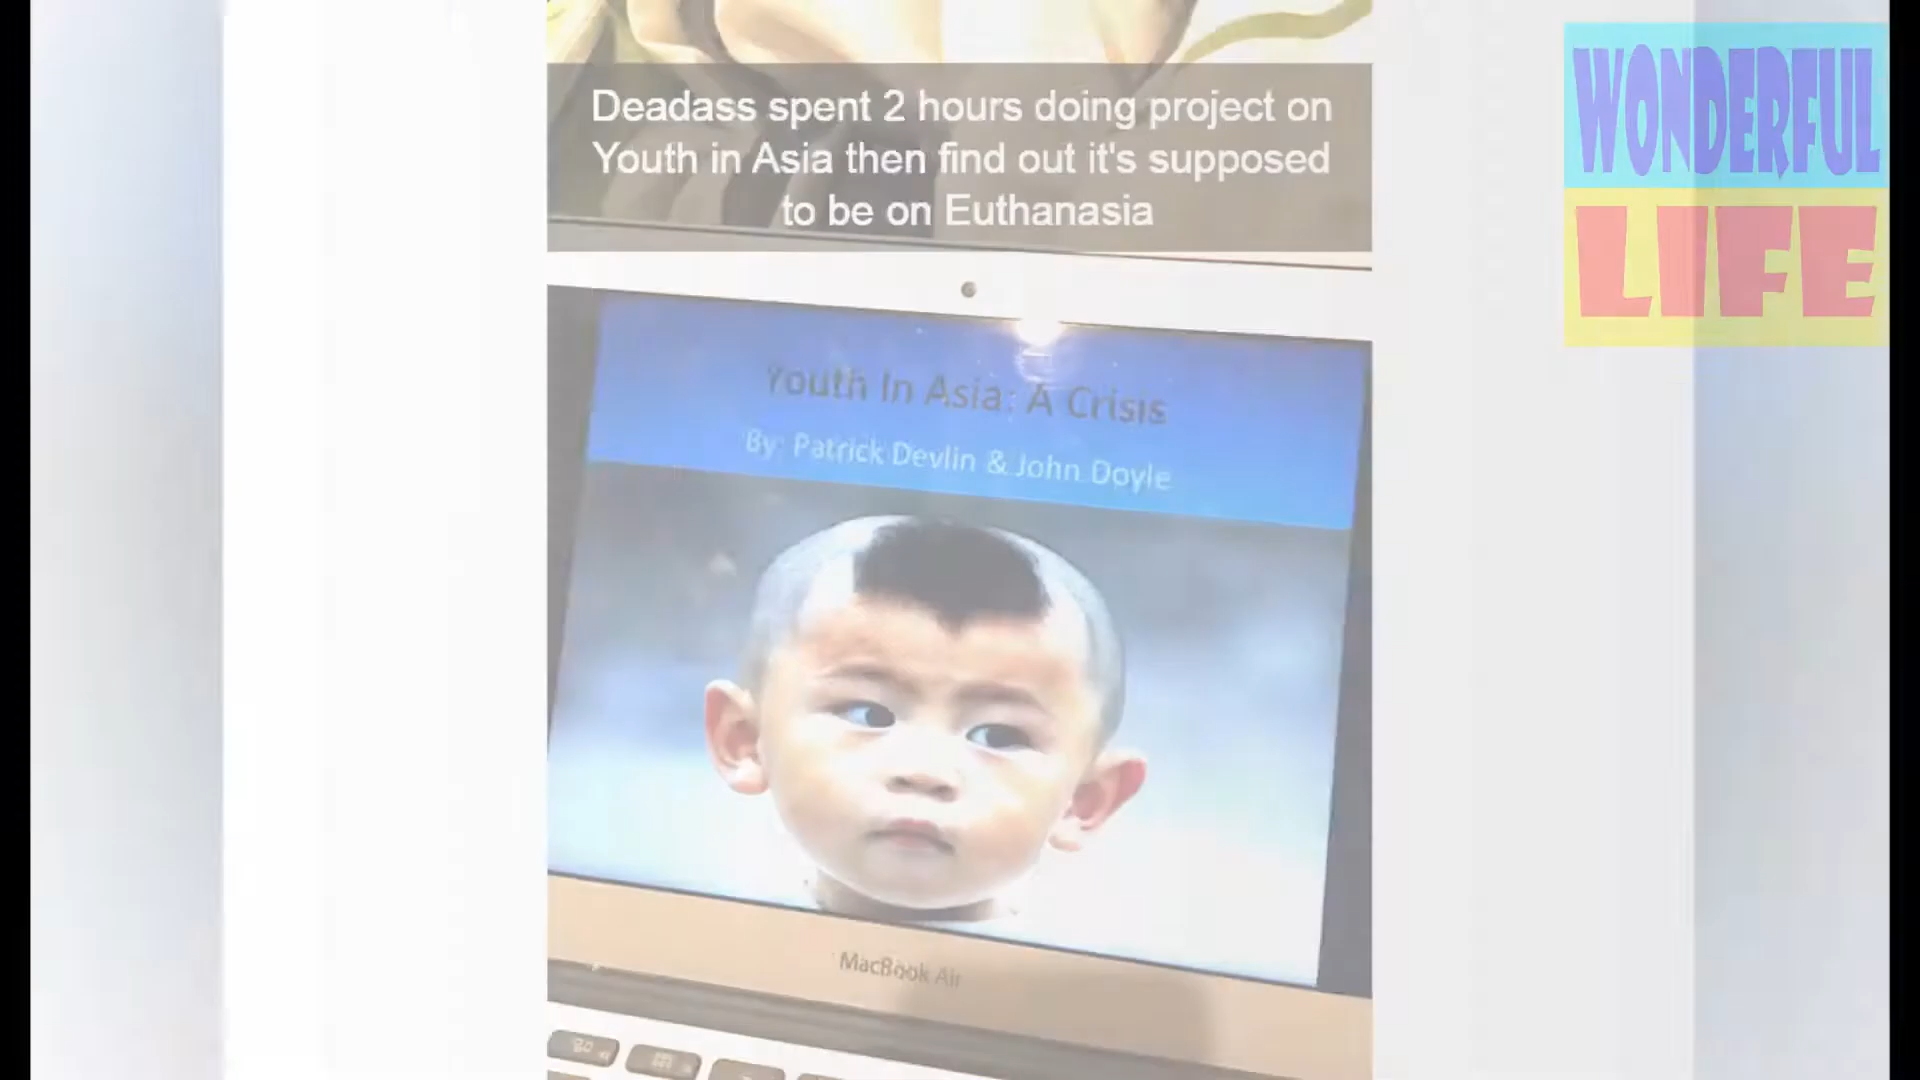 Deadass spent 2 hours doing project on
Youth in Asia then find out it's supposed
to be on Euthanasia
WONDERFUL
LIFE
Youth In Asia: A Crisis
By: Patrick Devlin & John Doyle
MacBook Air